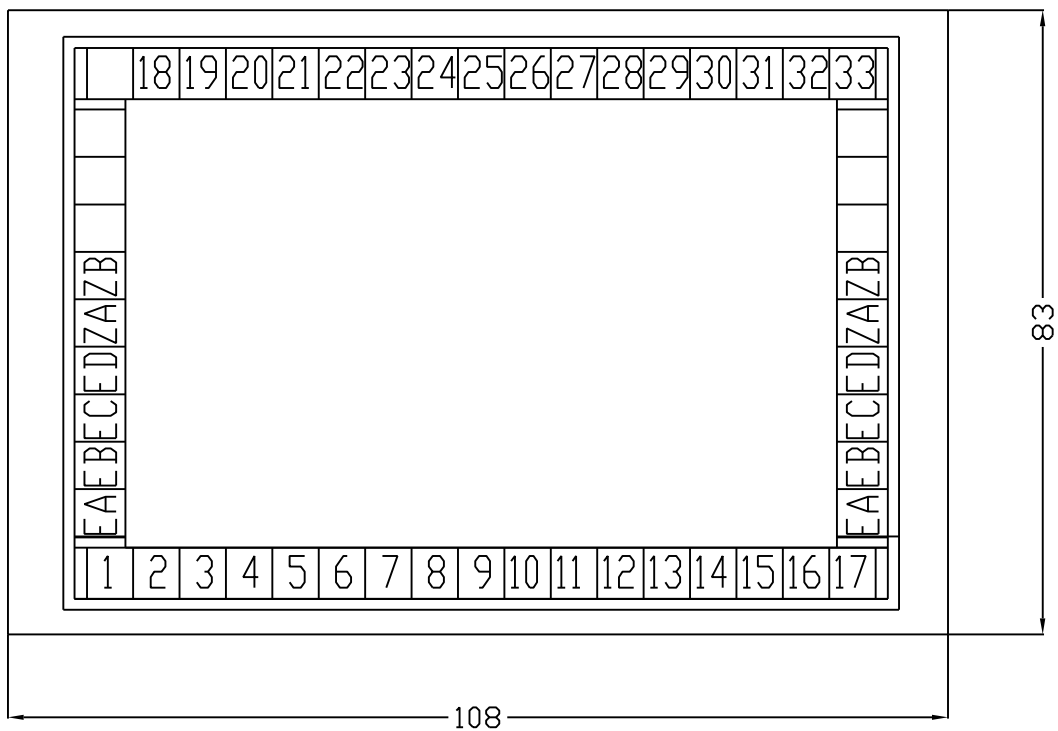 18 19 20 21 22 23 24 25 26 27 28 29 30 31 32 33
ZB ZB
ZA ZA
ED ED
EC EC
EB EB
EA EA
1 2 3 4 5 6 7 8 9 10 11 12 13 14 15 16 17
83
108